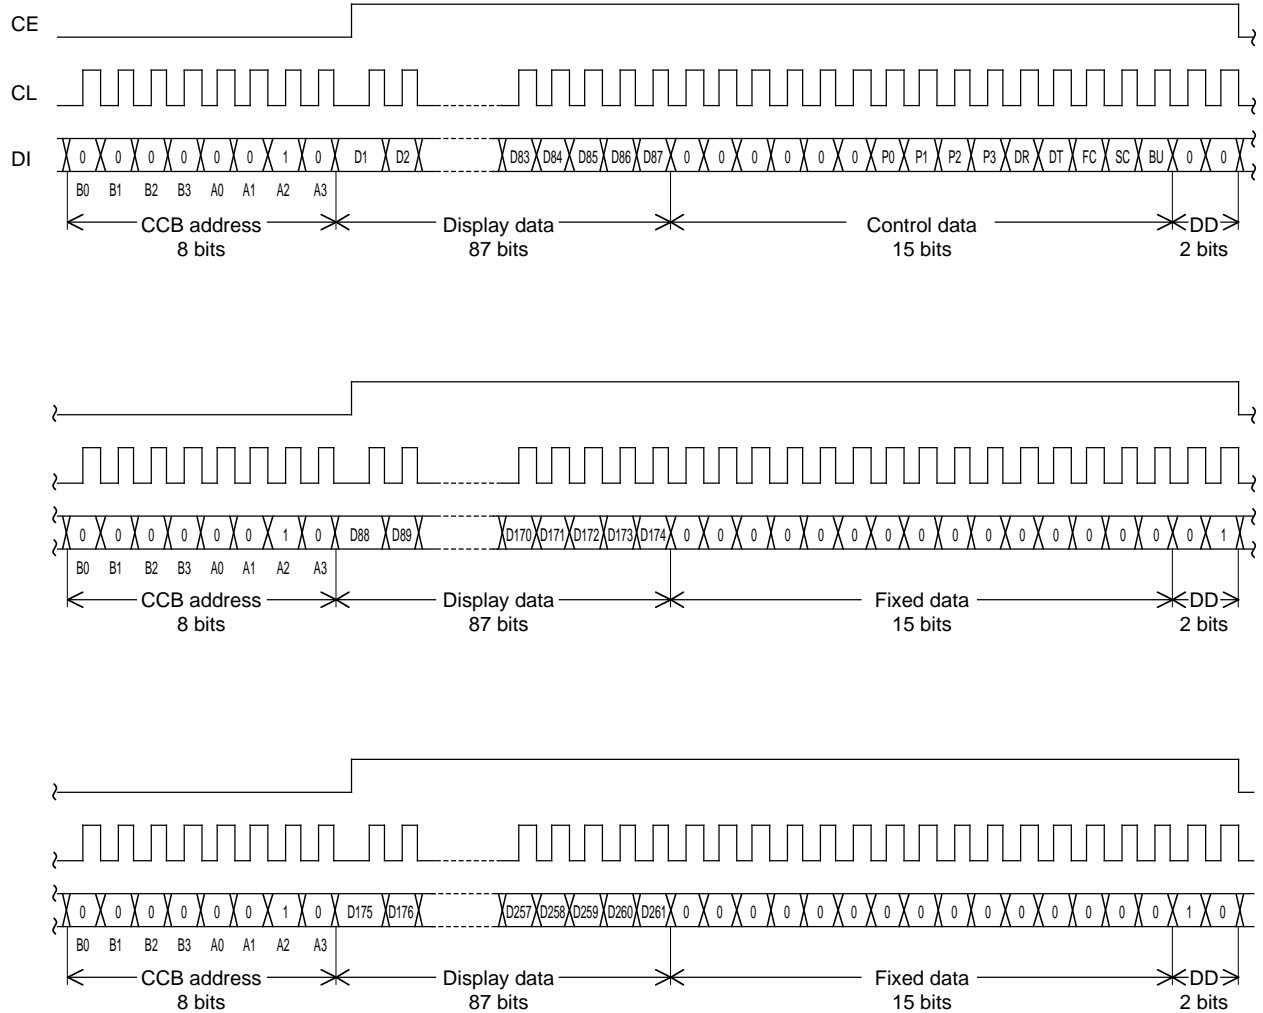 CE
CL
DI 0 0 0 0 0 0 1 0 D1 D2 D83 D84 D85 D86 D87 0 0 0 0 0 0 P0 P1 P2 P3 DR DT FC SC BU 0 0
B0 B1 B2 B3 A0 A1 A2 A3
CCB address Display data Control data DD
8 bits 87 bits 15 bits 2 bits
0 0 0 0 0 0 1 0 D88 D89 D170 D171 D172 D173 D174 0 0 0 0 0 0 0 0 0 0 0 0 0 0 0 0 1
B0 B1 B2 B3 A0 A1 A2 A3
CCB address Display data Fixed data DD
8 bits 87 bits 15 bits 2 bits
0 0 0 0 0 0 1 0 D175 D176 D257 D258 D259 D260 D261 0 0 0 0 0 0 0 0 0 0 0 0 0 0 0 1 0
B0 B1 B2 B3 A0 A1 A2 A3
CCB address Display data Fixed data DD
8 bits 87 bits 15 bits 2 bits